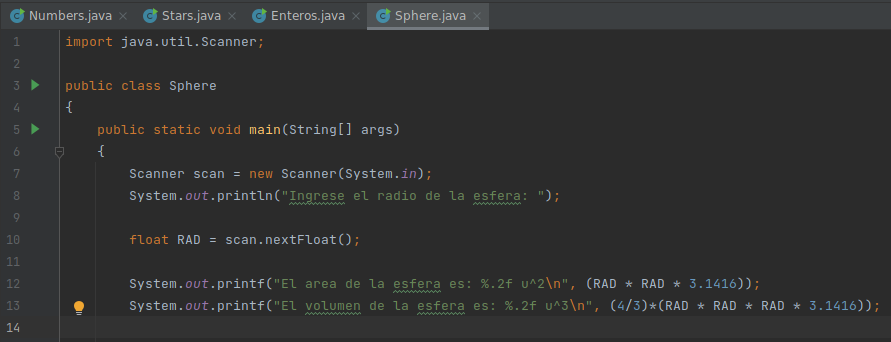 Numbers.java × Stars.java × Enteros.java × Sphere.java ×
1 import java.util.Scanner;
2
3 public class Sphere
4 {
5 public static void main(String[] args)
6 {
7 Scanner scan = new Scanner(System.in);
8 System.out.println("Ingrese el radio de la esfera: ");
9
10 float RAD = scan.nextFloat();
11
12 System.out.printf("El area de la esfera es: %.2f u^2\n", (RAD * RAD * 3.1416));
13 System.out.printf("El volumen de la esfera es: %.2f u^3\n", (4/3)*(RAD * RAD * RAD * 3.1416));
14